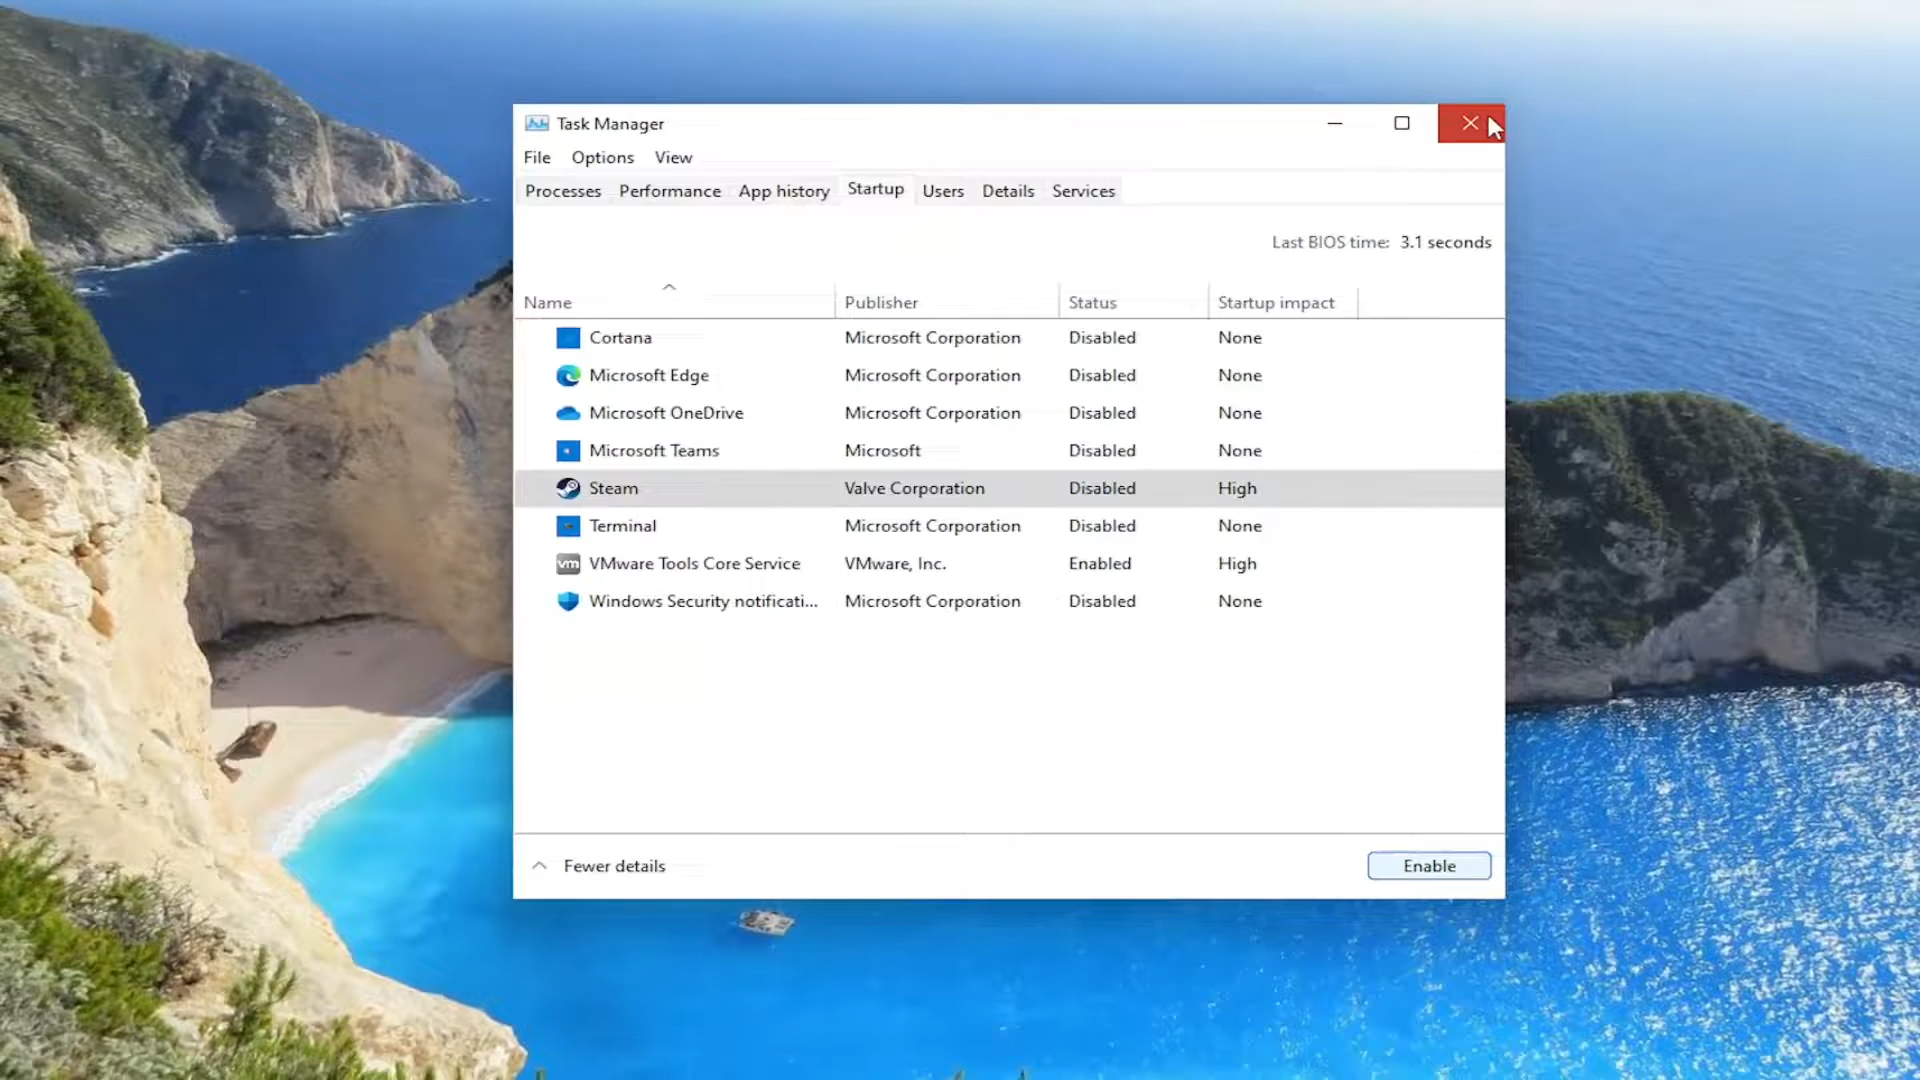 Task Manager
File Options View
Processes Performance App history Startup Users Details Services
Last BIOS time: 3.1 seconds
Name Publisher Status Startup impact
Cortana Microsoft Corporation Disabled None
Microsoft Edge Microsoft Corporation Disabled None
Microsoft OneDrive Microsoft Corporation Disabled None
Microsoft Teams Microsoft Disabled None
Steam Valve Corporation Disabled High
Terminal Microsoft Corporation Disabled None
vm VMware Tools Core Service VMware, Inc. Enabled High
Windows Security notificati... Microsoft Corporation Disabled None
Fewer details Enable